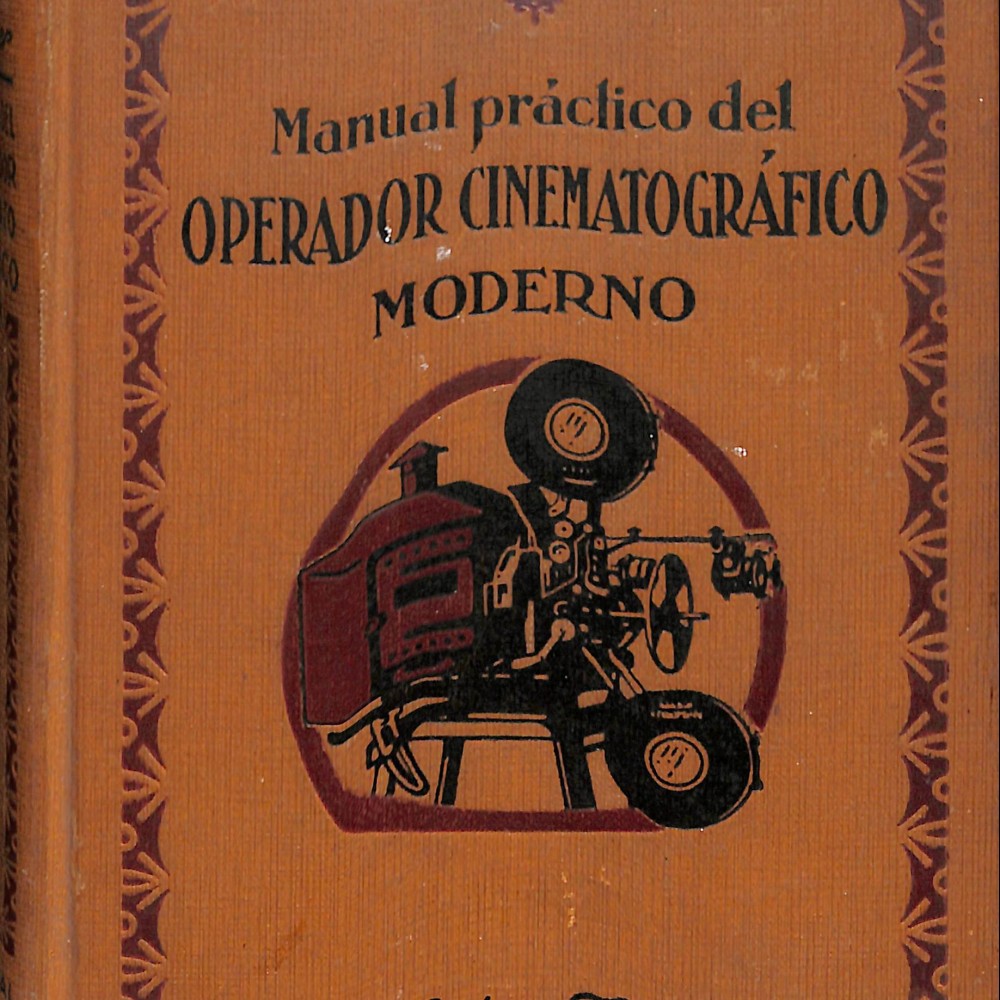 Manual práctico del
OPERADOR CINEMATOGRÁFICO
MODERNO